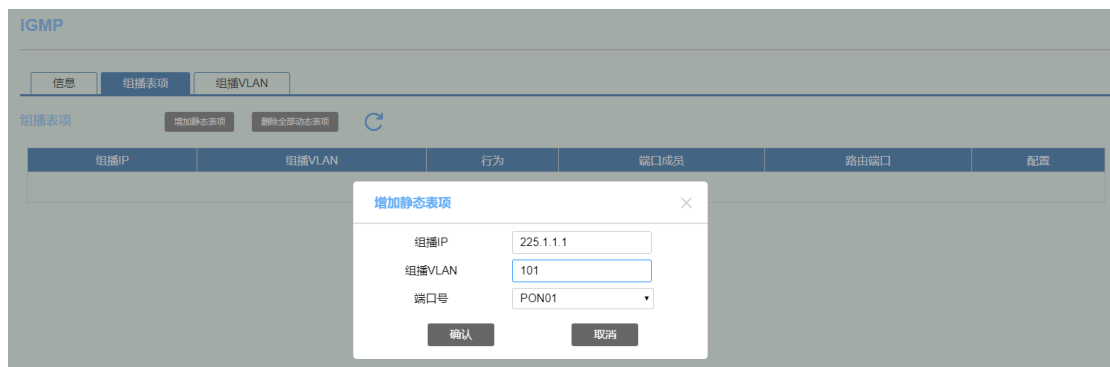 IGMP
信息 组播表项 组播VLAN
组播表项 增加静态表项 删除全部动态表项
组播IP 组播VLAN 行为 端口成员 路由端口 配置
增加静态表项
组播IP 225.1.1.1
组播VLAN 101
端口号 PON01
确认 取消